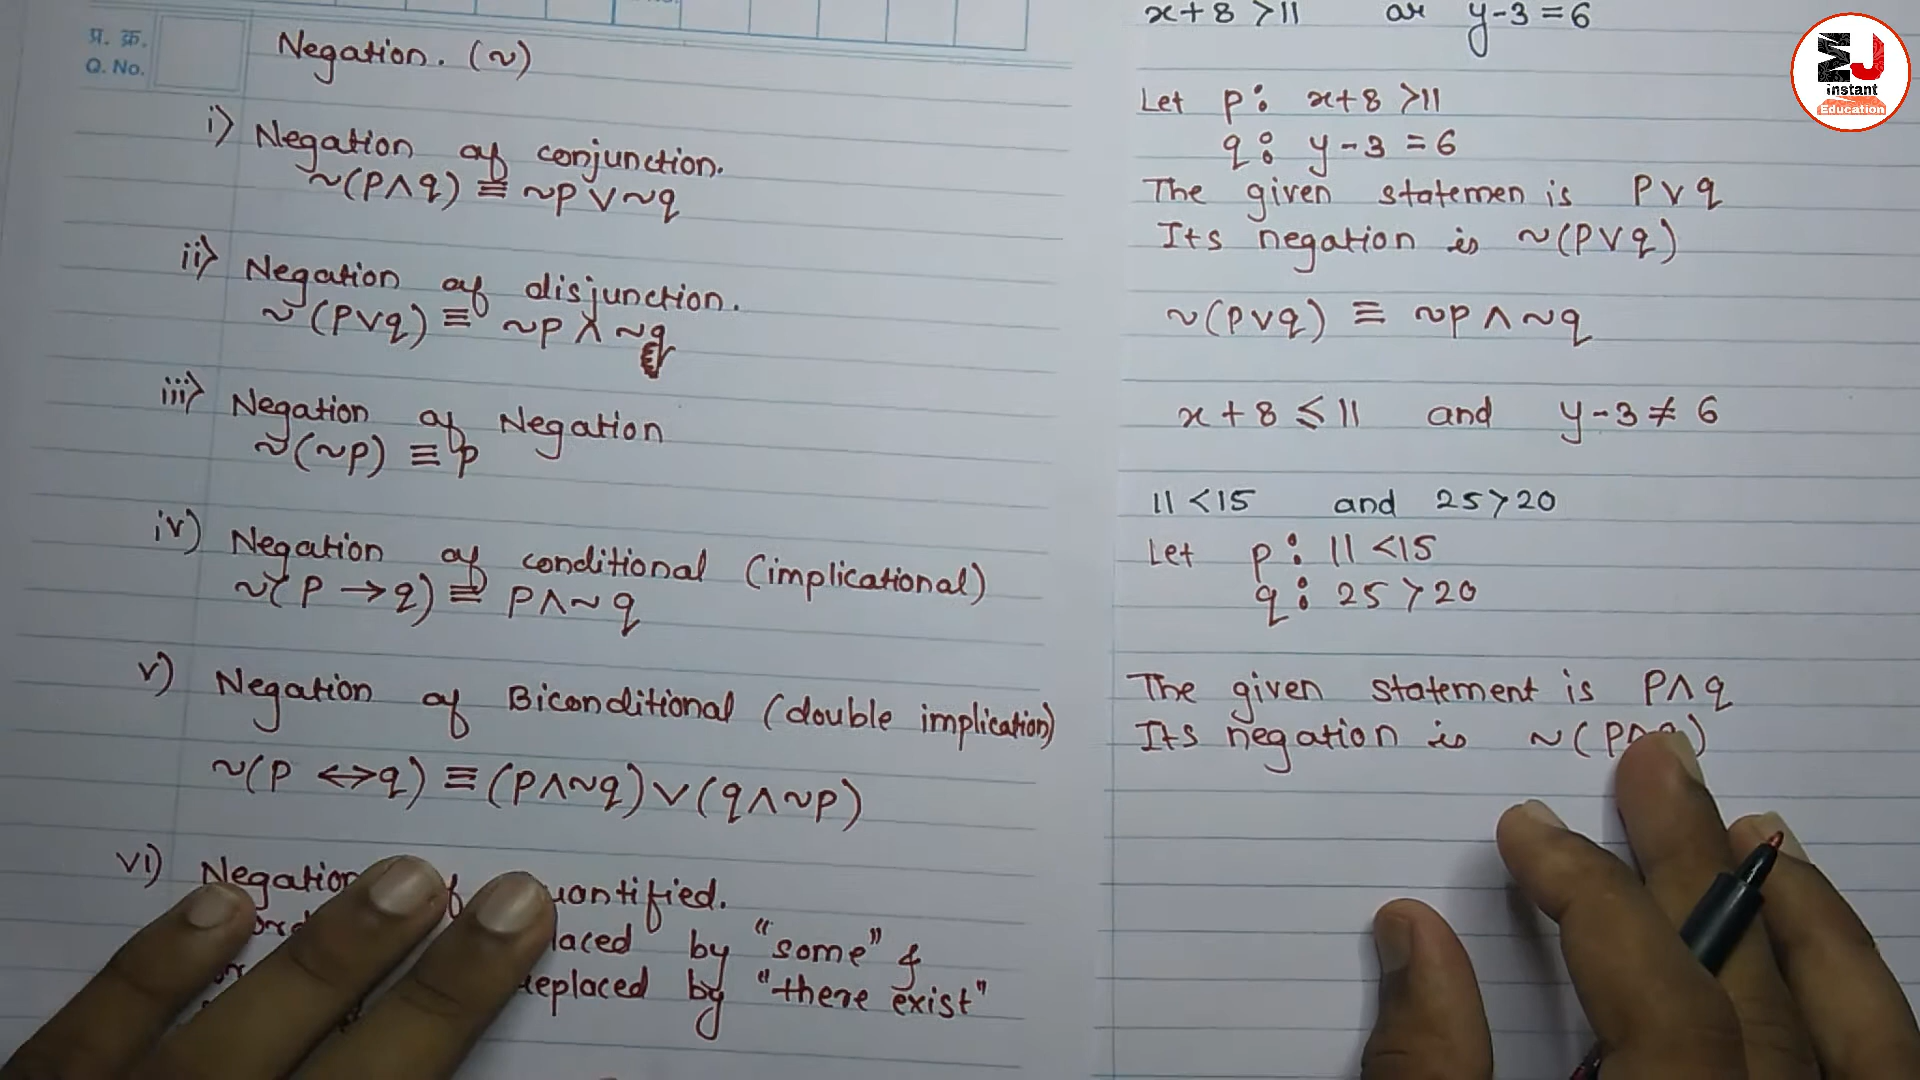 प्र. क्र.
Q. No.
Negation. (~)
i) Negation of conjunction.
~(p∧q) ≡ ~p ∨ ~q
ii) Negation of disjunction.
~(p∨q) ≡ ~p ∧ ~q
iii) Negation of Negation
~(~p) ≡ p
iv) Negation of conditional (implicational)
~(p → q) ≡ p∧~q
v) Negation of Biconditional (double implication)
~(p ↔ q) ≡ (p∧~q) ∨ (q∧~p)
vi) Negation
by "some" &
by "there exist"
x+8 >11 or y-3 = 6
Let p: x+8 >11
q: y-3 = 6
The given statemen is p∨q
Its negation is ~(p∨q)
~(p∨q) ≡ ~p ∧ ~q
x + 8 ≤ 11 and y-3 ≠ 6
11 <15 and 25>20
Let p: 11 <15
q: 25 >20
The given statement is p∧q
Its negation is ~(p∧q)
EJ
instant
Education